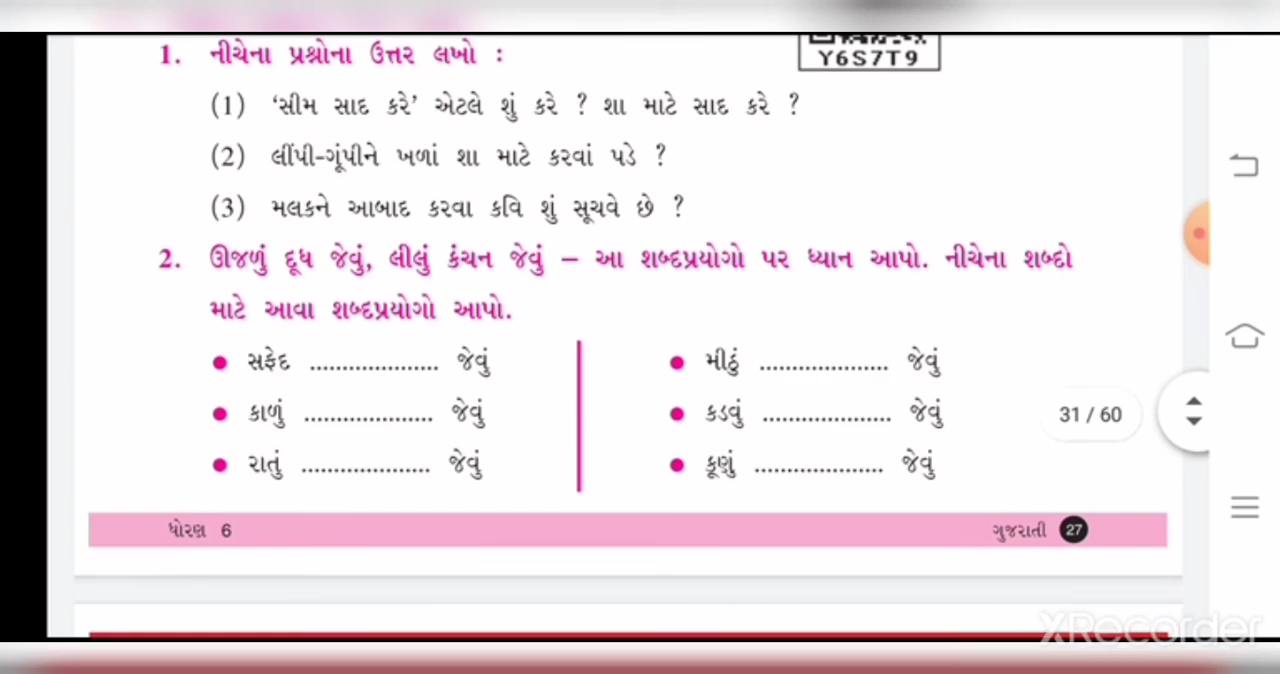 1. નીચેના પ્રશ્નોના ઉત્તર લખો :
Y6S7T9
(1) ‘સીમ સાદ કરે’ એટલે શું કરે ? શા માટે સાદ કરે ?
(2) લીંપી-ગૂંપીને ખળાં શા માટે કરવાં પડે ?
(3) મલકને આબાદ કરવા કવિ શું સૂચવે છે ?
2. ઊજળું દૂધ જેવું, લીલું કંચન જેવું – આ શબ્દપ્રયોગો પર ધ્યાન આપો. નીચેના શબ્દો
માટે આવા શબ્દપ્રયોગો આપો.
• સફેદ .................... જેવું
• મીઠું .................... જેવું
• કાળું .................... જેવું
• કડવું .................... જેવું
31 / 60
• રાતું .................... જેવું
• કૂણું .................... જેવું
ધોરણ 6
ગુજરાતી 27
XRecorder